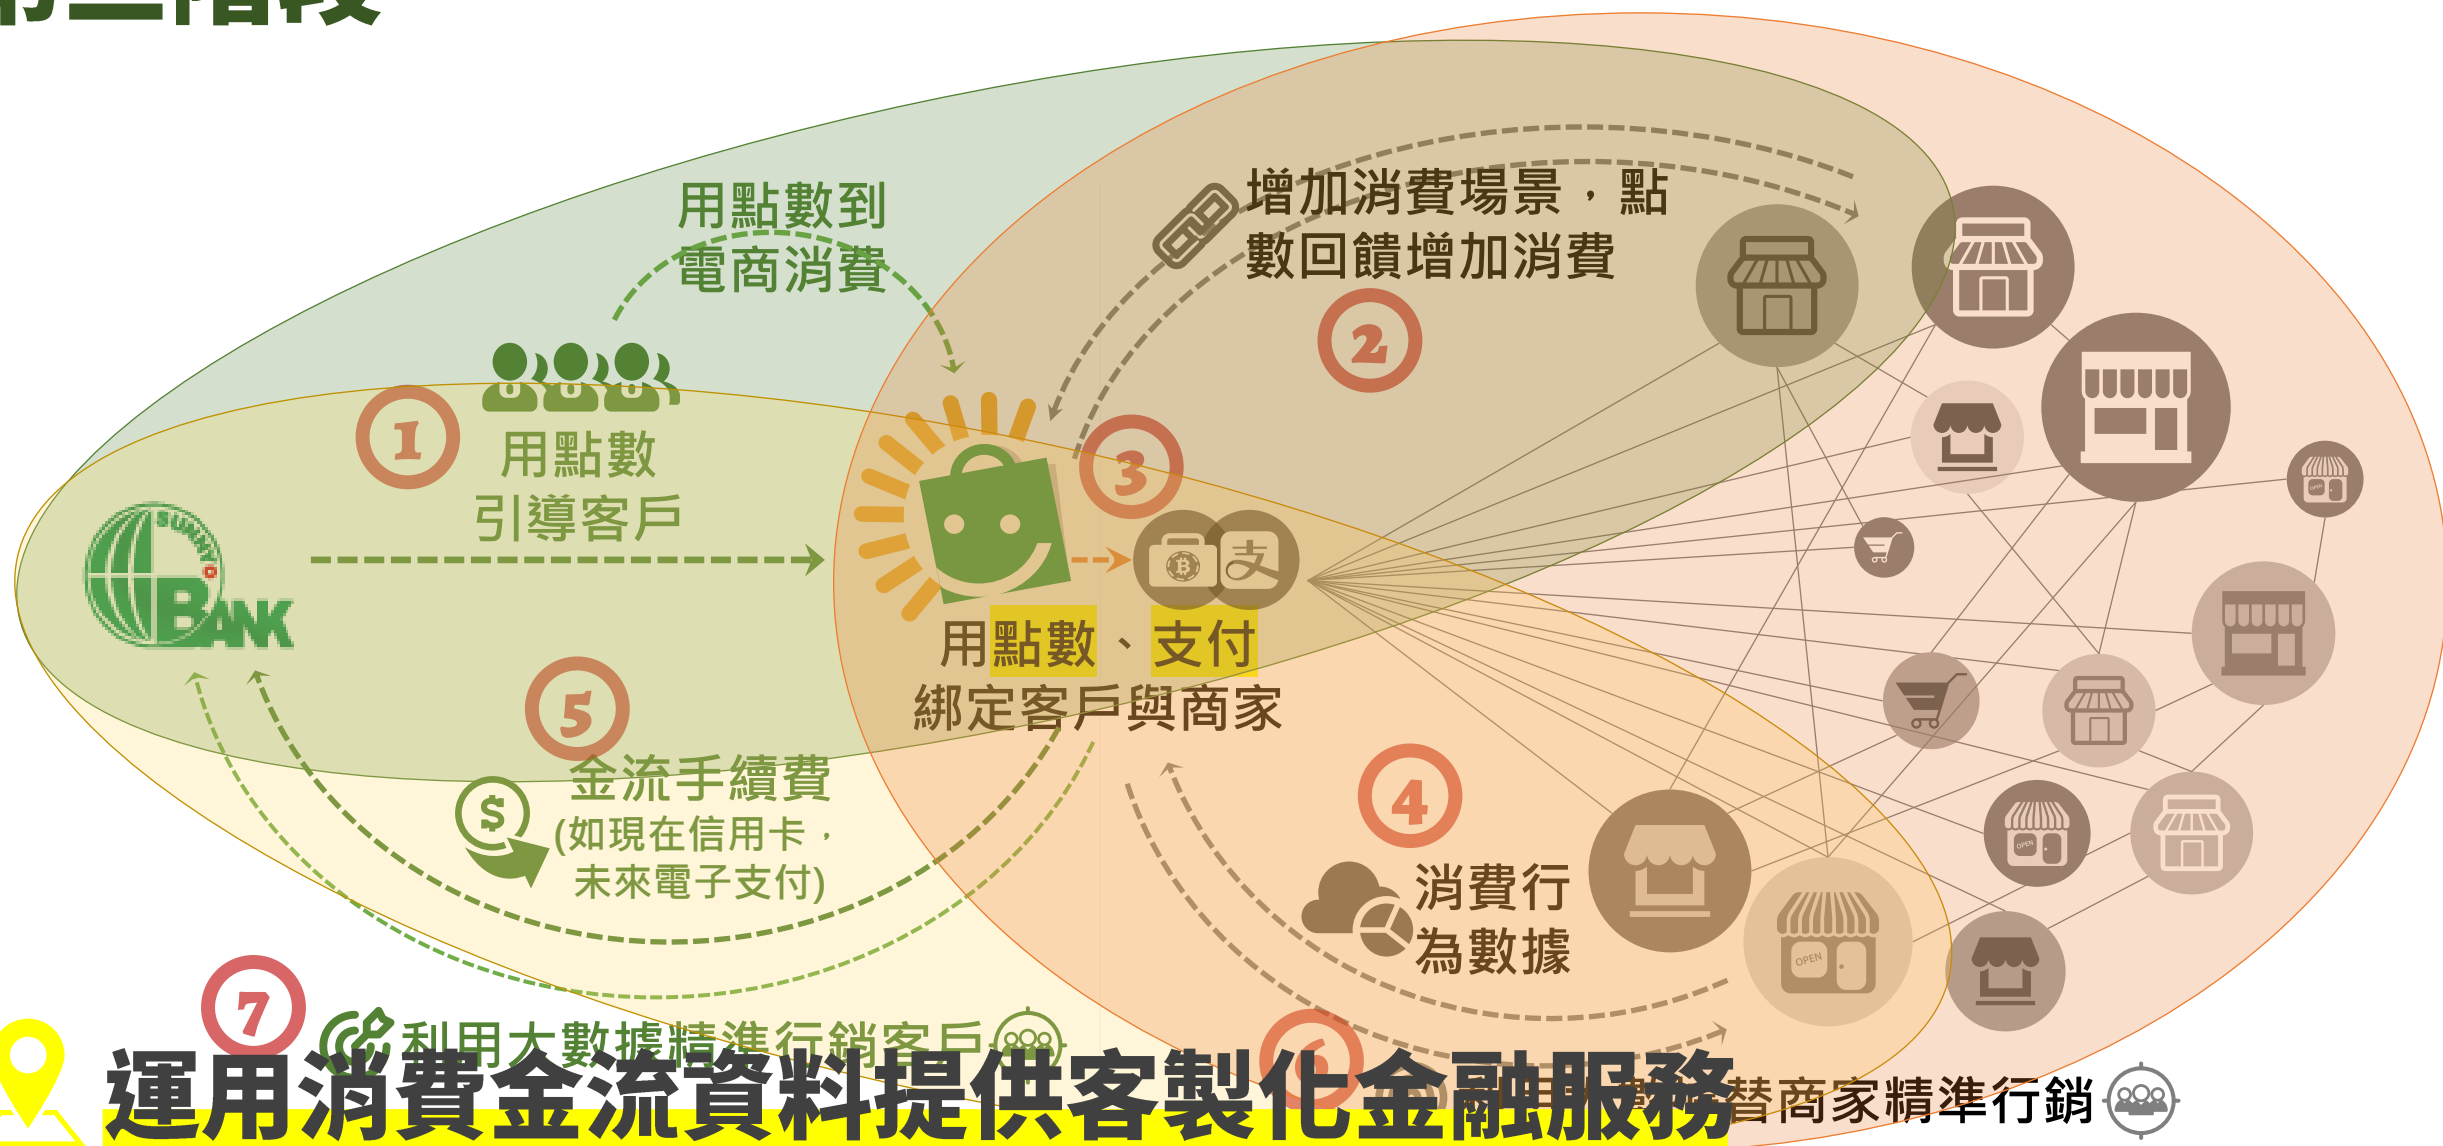 用點數到
電商消費
增加消費場景，點
數回饋增加消費
2
1
用點數
引導客戶
3
SUNNY
BANK
支
用點數、支付
綁定客戶與商家
5
金流手續費
(如現在信用卡，
未來電子支付)
$
4
消費行
為數據
OPEN
OPEN
OPEN
7
利用大數據精準行銷客戶
6
替商家精準行銷
運用消費金流資料提供客製化金融服務